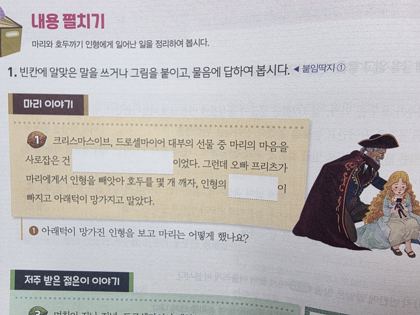 내용 펼치기
마리와 호두까기 인형에게 일어난 일을 정리하여 봅시다.
1. 빈칸에 알맞은 말을 쓰거나 그림을 붙이고, 물음에 답하여 봅시다. ◀ 붙임딱지 ①
마리 이야기
1 크리스마스이브, 드로셀마이어 대부의 선물 중 마리의 마음을
사로잡은 건 이었다. 그런데 오빠 프리츠가
마리에게서 인형을 빼앗아 호두를 몇 개 깨자, 인형의 이
빠지고 아래턱이 망가지고 말았다.
1 아래턱이 망가진 인형을 보고 마리는 어떻게 했나요?
저주 받은 젊은이 이야기